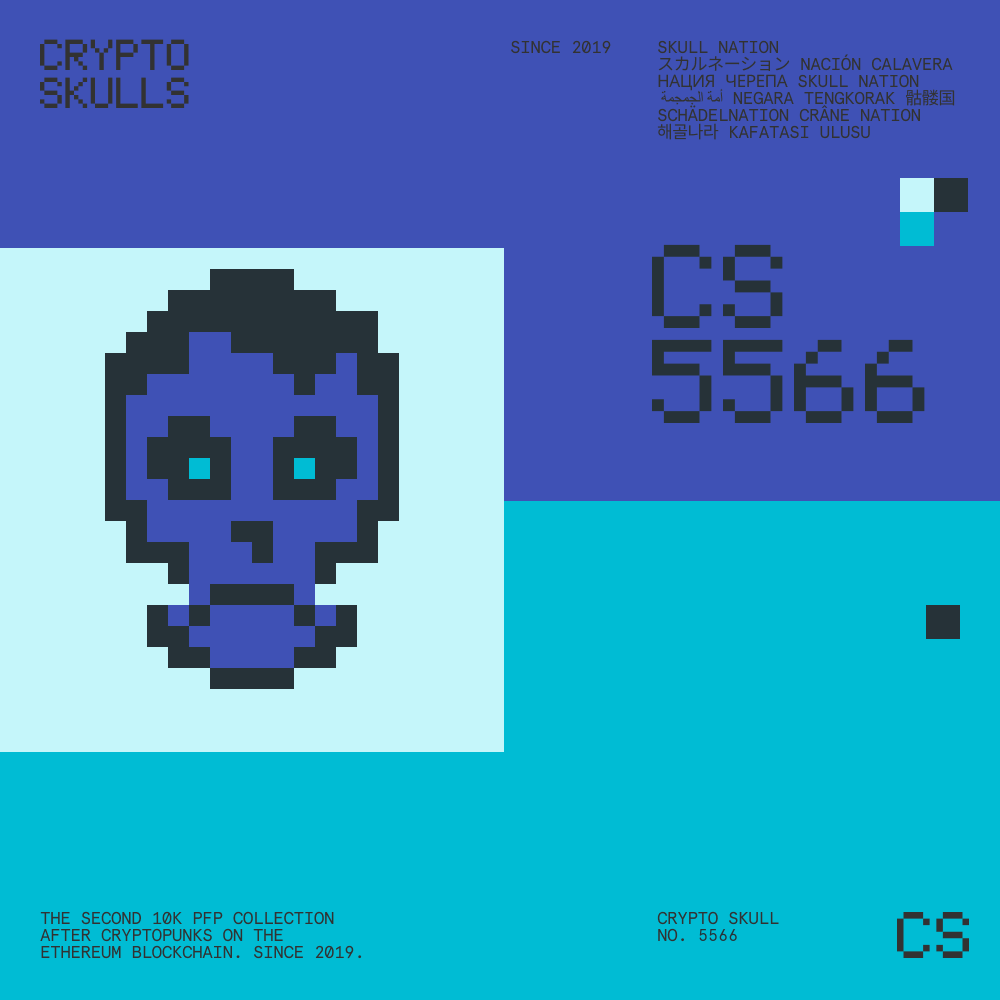 CRYPTO
SKULLS
SINCE 2019
SKULL NATION
スカルネーション NACIÓN CALAVERA
НАЦИЯ ЧЕРЕПА SKULL NATION
أمة الجمجمة NEGARA TENGKORAK 骷髅国
SCHÄDELNATION CRÂNE NATION
해골나라 KAFATASI ULUSU
CS
5566
THE SECOND 10K PFP COLLECTION
AFTER CRYPTOPUNKS ON THE
ETHEREUM BLOCKCHAIN. SINCE 2019.
CRYPTO SKULL
NO. 5566
CS